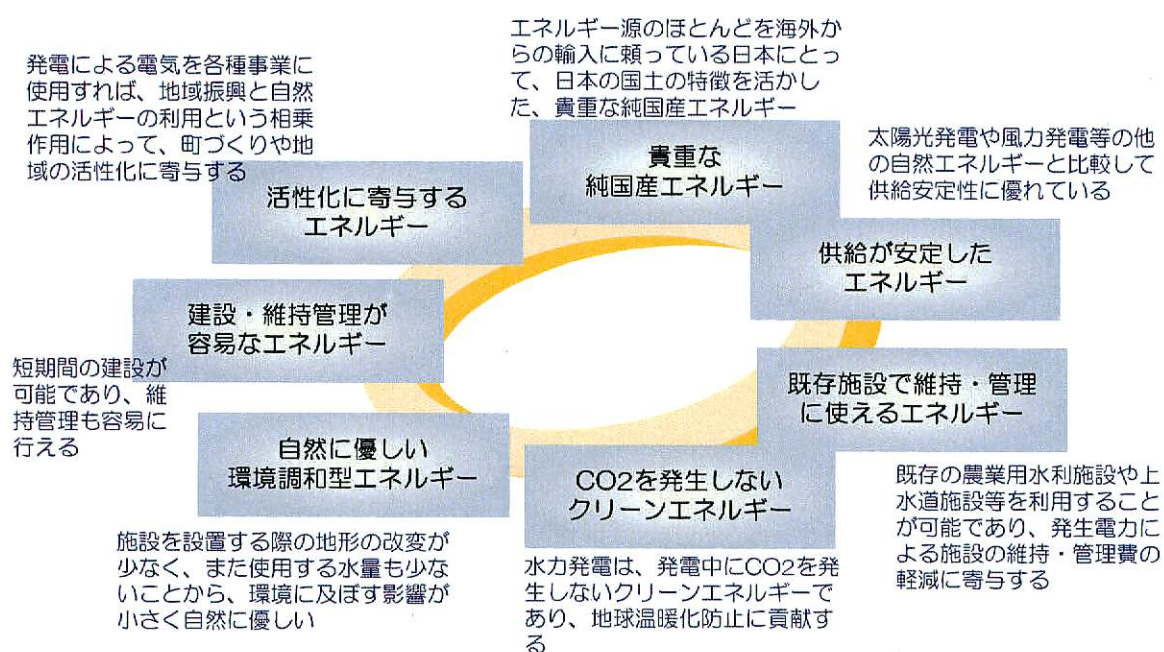 エネルギー源のほとんどを海外か
らの輸入に頼っている日本にとっ
て、日本の国土の特徴を活かし
た、貴重な純国産エネルギー
貴重な
純国産エネルギー
太陽光発電や風力発電等の他
の自然エネルギーと比較して
供給安定性に優れている
供給が安定した
エネルギー
既存施設で維持・管理
に使えるエネルギー
既存の農業用水利施設や上
水道施設等を利用すること
が可能であり、発生電力に
よる施設の維持・管理費の
軽減に寄与する
CO2を発生しない
クリーンエネルギー
水力発電は、発電中にCO2を発
生しないクリーンエネルギーで
あり、地球温暖化防止に貢献す
る
自然に優しい
環境調和型エネルギー
施設を設置する際の地形の改変が
少なく、また使用する水量も少な
いことから、環境に及ぼす影響が
小さく自然に優しい
建設・維持管理が
容易なエネルギー
短期間の建設が
可能であり、維
持管理も容易に
行える
活性化に寄与する
エネルギー
発電による電気を各種事業に
使用すれば、地域振興と自然
エネルギーの利用という相乗
作用によって、町づくりや地
域の活性化に寄与する